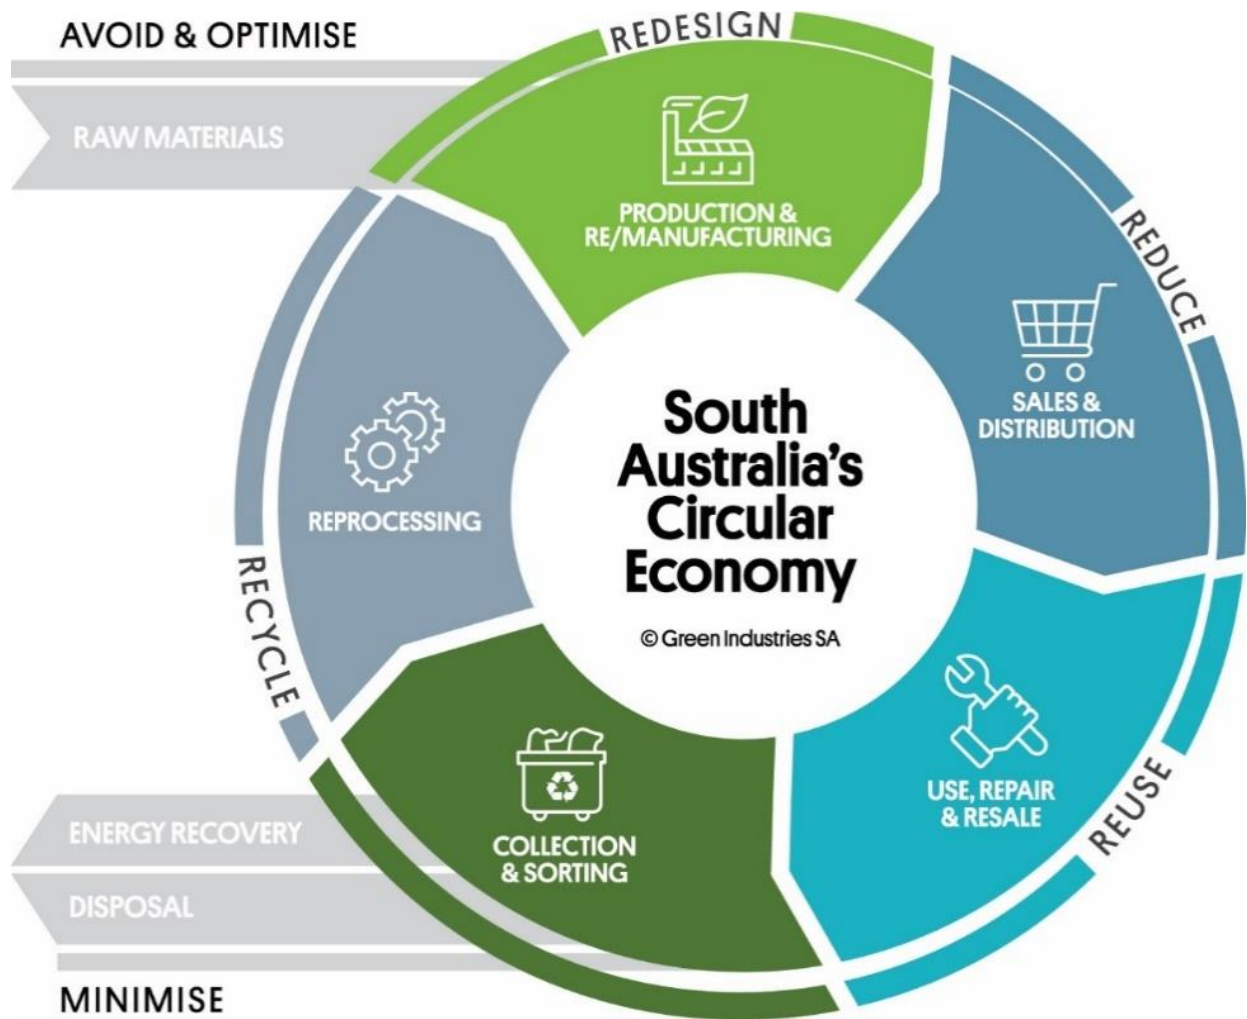 AVOID & OPTIMISE
RAW MATERIALS
REDESIGN
PRODUCTION &
RE/MANUFACTURING
REDUCE
SALES &
DISTRIBUTION
South
Australia's
Circular
Economy
© Green Industries SA
REPROCESSING
RECYCLE
USE, REPAIR
& RESALE
REUSE
COLLECTION
& SORTING
ENERGY RECOVERY
DISPOSAL
MINIMISE